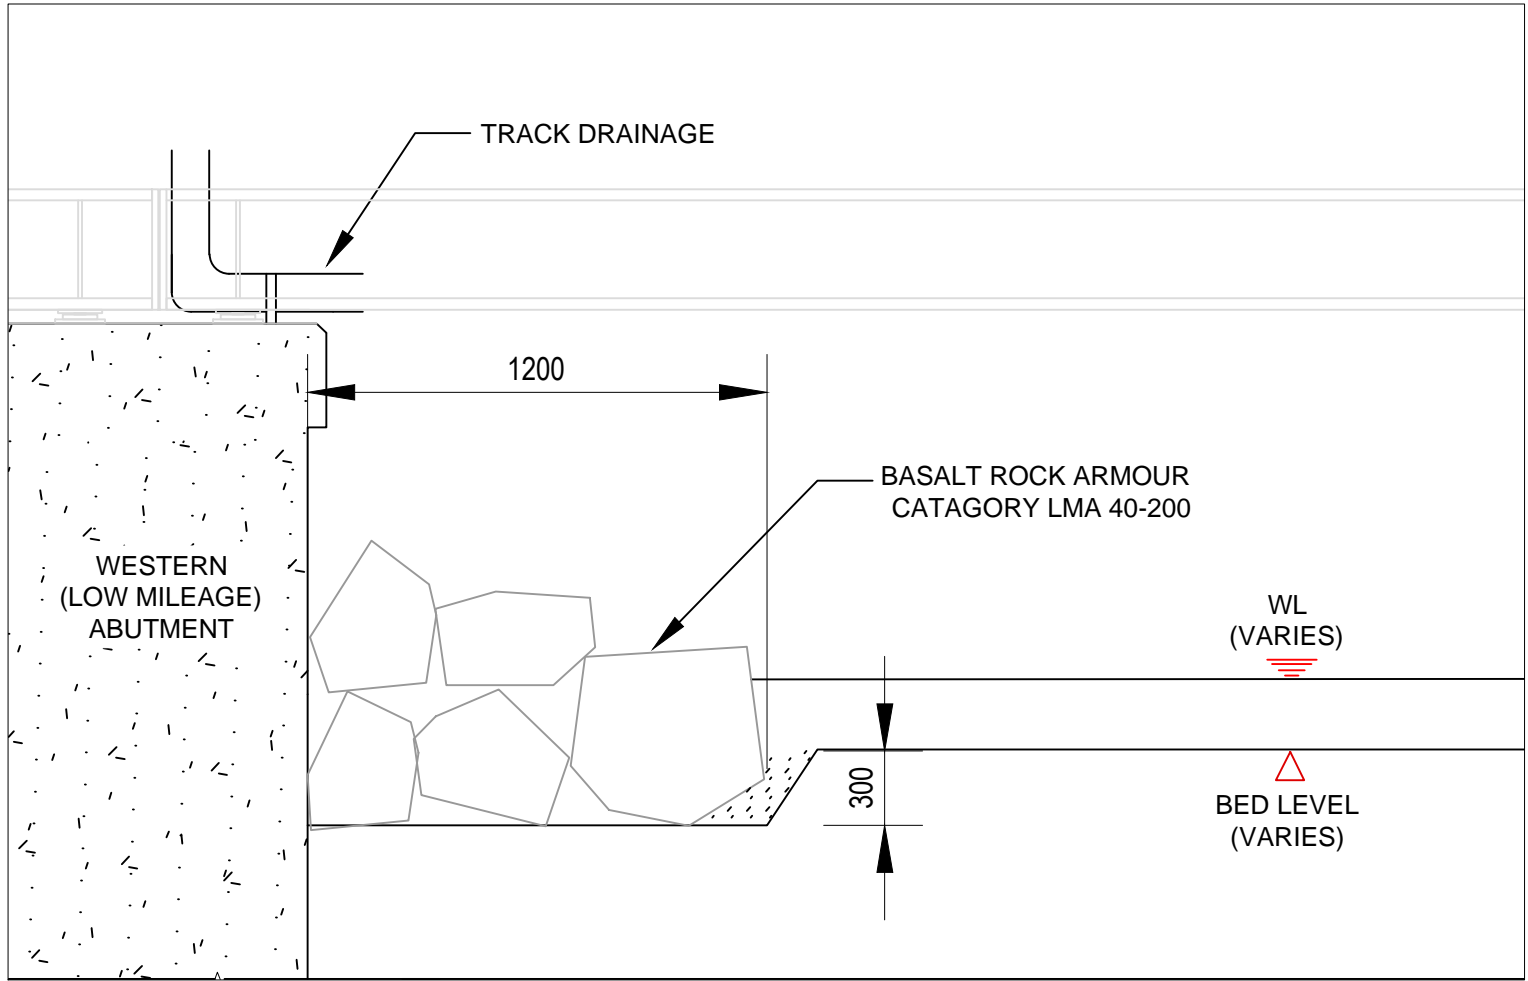 TRACK DRAINAGE
1200
BASALT ROCK ARMOUR
CATAGORY LMA 40-200
WESTERN
(LOW MILEAGE)
ABUTMENT
WL
(VARIES)
300
BED LEVEL
(VARIES)